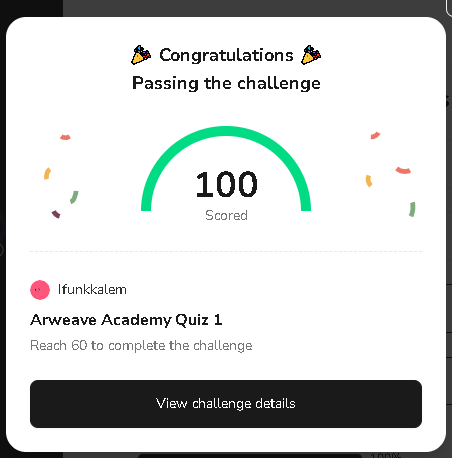 Congratulations
Passing the challenge
100
Scored
Ifunkkalem
Arweave Academy Quiz 1
Reach 60 to complete the challenge
View challenge details
100%